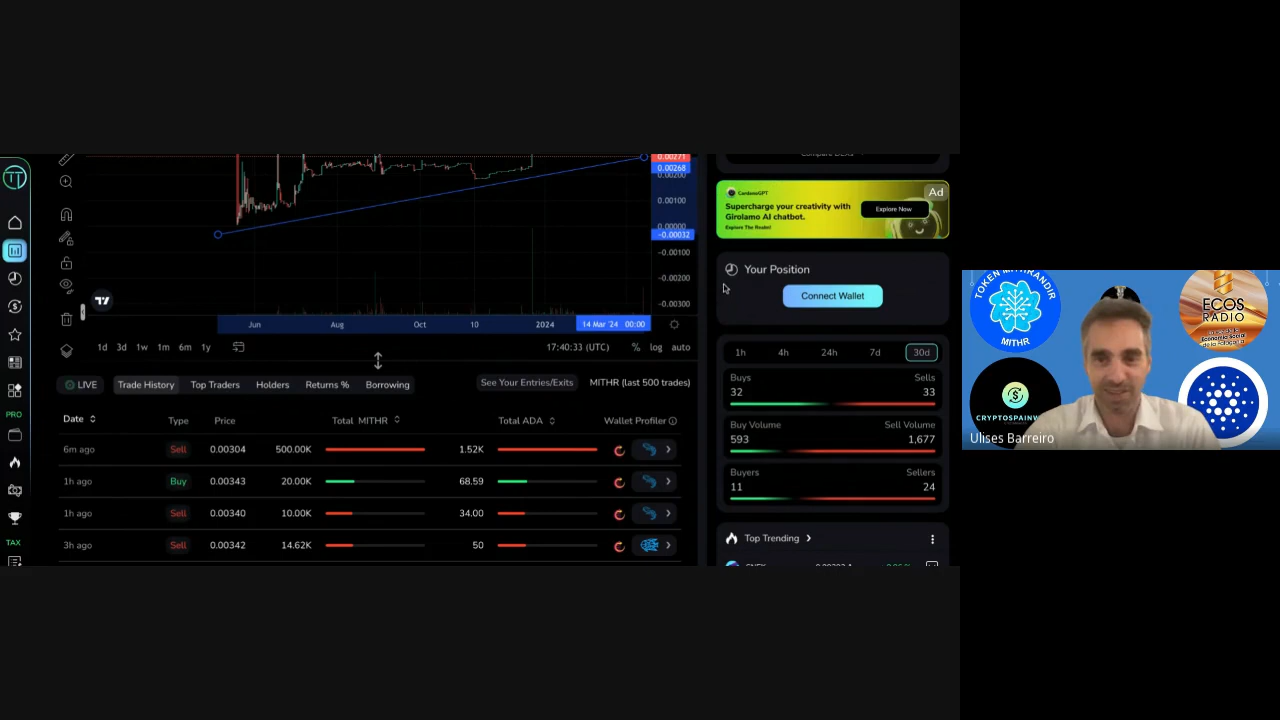 0.00271
0.00268
0.00200
0.00100
0.00000
−0.00032
−0.00100
−0.00200
−0.00300
Jun Aug Oct 10 2024 14 Mar '24 00:00
1d 3d 1w 1m 6m 1y 17:40:33 (UTC) % log auto
LIVE Trade History Top Traders Holders Returns % Borrowing See Your Entries/Exits MITHR (last 500 trades)
Date Type Price Total MITHR Total ADA Wallet Profiler
6m ago Sell 0.00304 500.00K 1.52K
1h ago Buy 0.00343 20.00K 68.59
1h ago Sell 0.00340 10.00K 34.00
3h ago Sell 0.00342 14.62K 50
PRO
TAX
Compare DEXs
CardanoGPT
Ad
Supercharge your creativity with
Girolamo AI chatbot.
Explore The Realm!
Explore Now
Your Position
Connect Wallet
1h 4h 24h 7d 30d
Buys Sells
32 33
Buy Volume Sell Volume
593 1,677
Buyers Sellers
11 24
Top Trending
TOKEN MITHRANDIR
MITHR
ECOS
RADIO
CRYPTOSPAINW
Ulises Barreiro